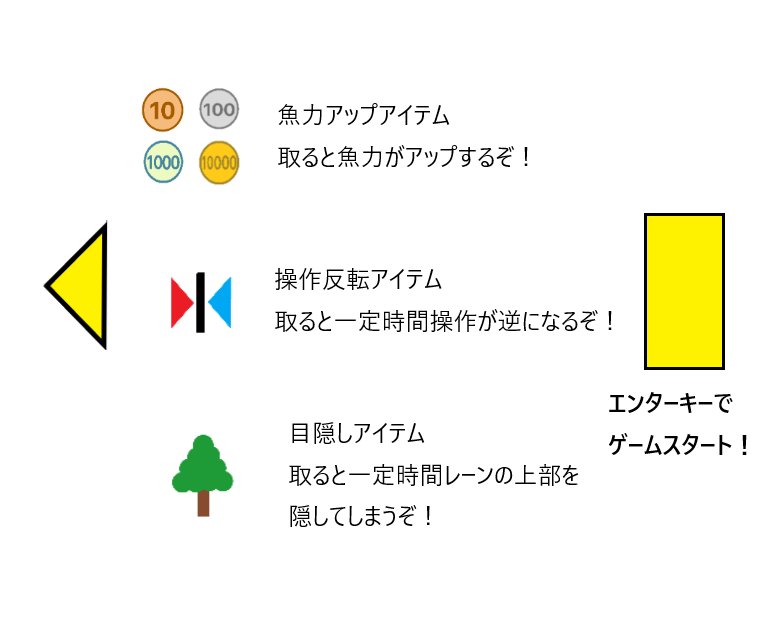 10 100
1000 10000
魚力アップアイテム
取ると魚力がアップするぞ！
操作反転アイテム
取ると一定時間操作が逆になるぞ！
目隠しアイテム
取ると一定時間レーンの上部を
隠してしまうぞ！
エンターキーで
ゲームスタート！